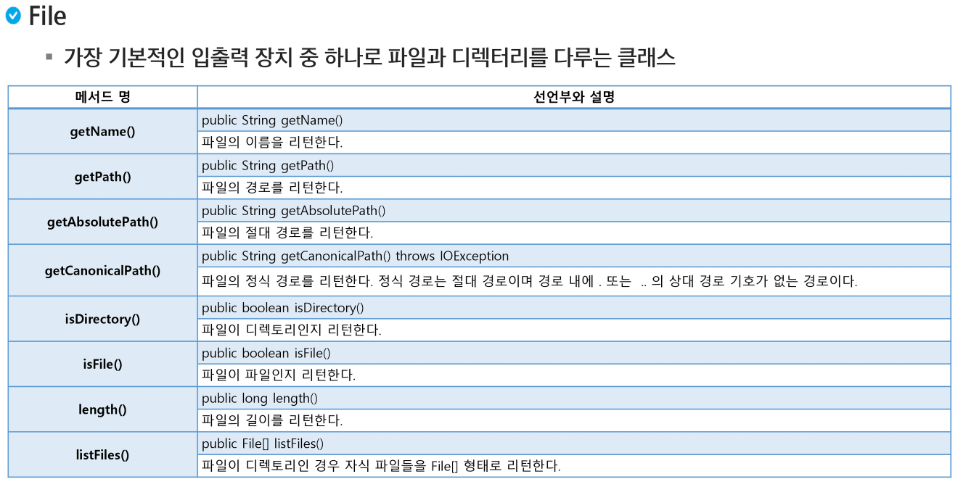 File
가장 기본적인 입출력 장치 중 하나로 파일과 디렉터리를 다루는 클래스
메서드 명 선언부와 설명
getName()
public String getName()
파일의 이름을 리턴한다.
getPath()
public String getPath()
파일의 경로를 리턴한다.
getAbsolutePath()
public String getAbsolutePath()
파일의 절대 경로를 리턴한다.
getCanonicalPath()
public String getCanonicalPath() throws IOException
파일의 정식 경로를 리턴한다. 정식 경로는 절대 경로이며 경로 내에 . 또는 .. 의 상대 경로 기호가 없는 경로이다.
isDirectory()
public boolean isDirectory()
파일이 디렉토리인지 리턴한다.
isFile()
public boolean isFile()
파일이 파일인지 리턴한다.
length()
public long length()
파일의 길이를 리턴한다.
listFiles()
public File[] listFiles()
파일이 디렉토리인 경우 자식 파일들을 File[] 형태로 리턴한다.